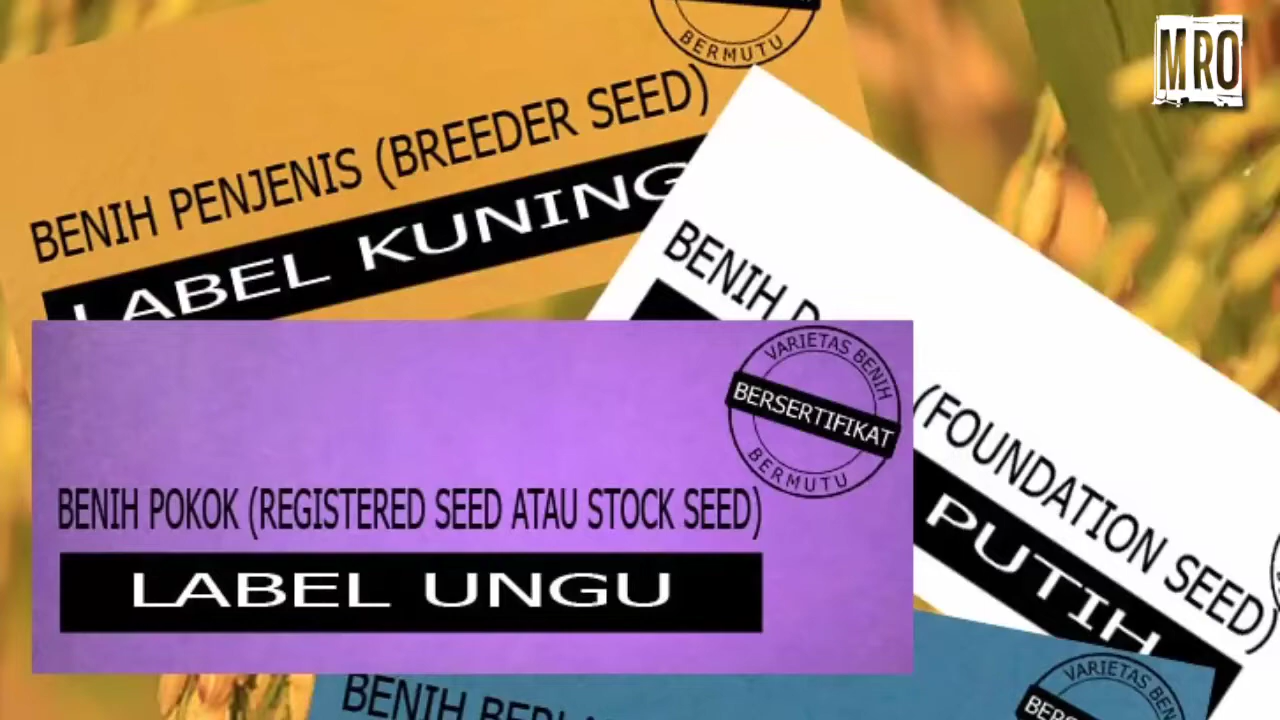 MRO
BERMUTU
BENIH PENJENIS (BREEDER SEED)
LABEL KUNING
BENIH
(FOUNDATION SEED)
PUTIH
VARIETAS BENIH
BERSERTIFIKAT
BERMUTU
BENIH POKOK (REGISTERED SEED ATAU STOCK SEED)
LABEL UNGU
VARIETAS
BENIH